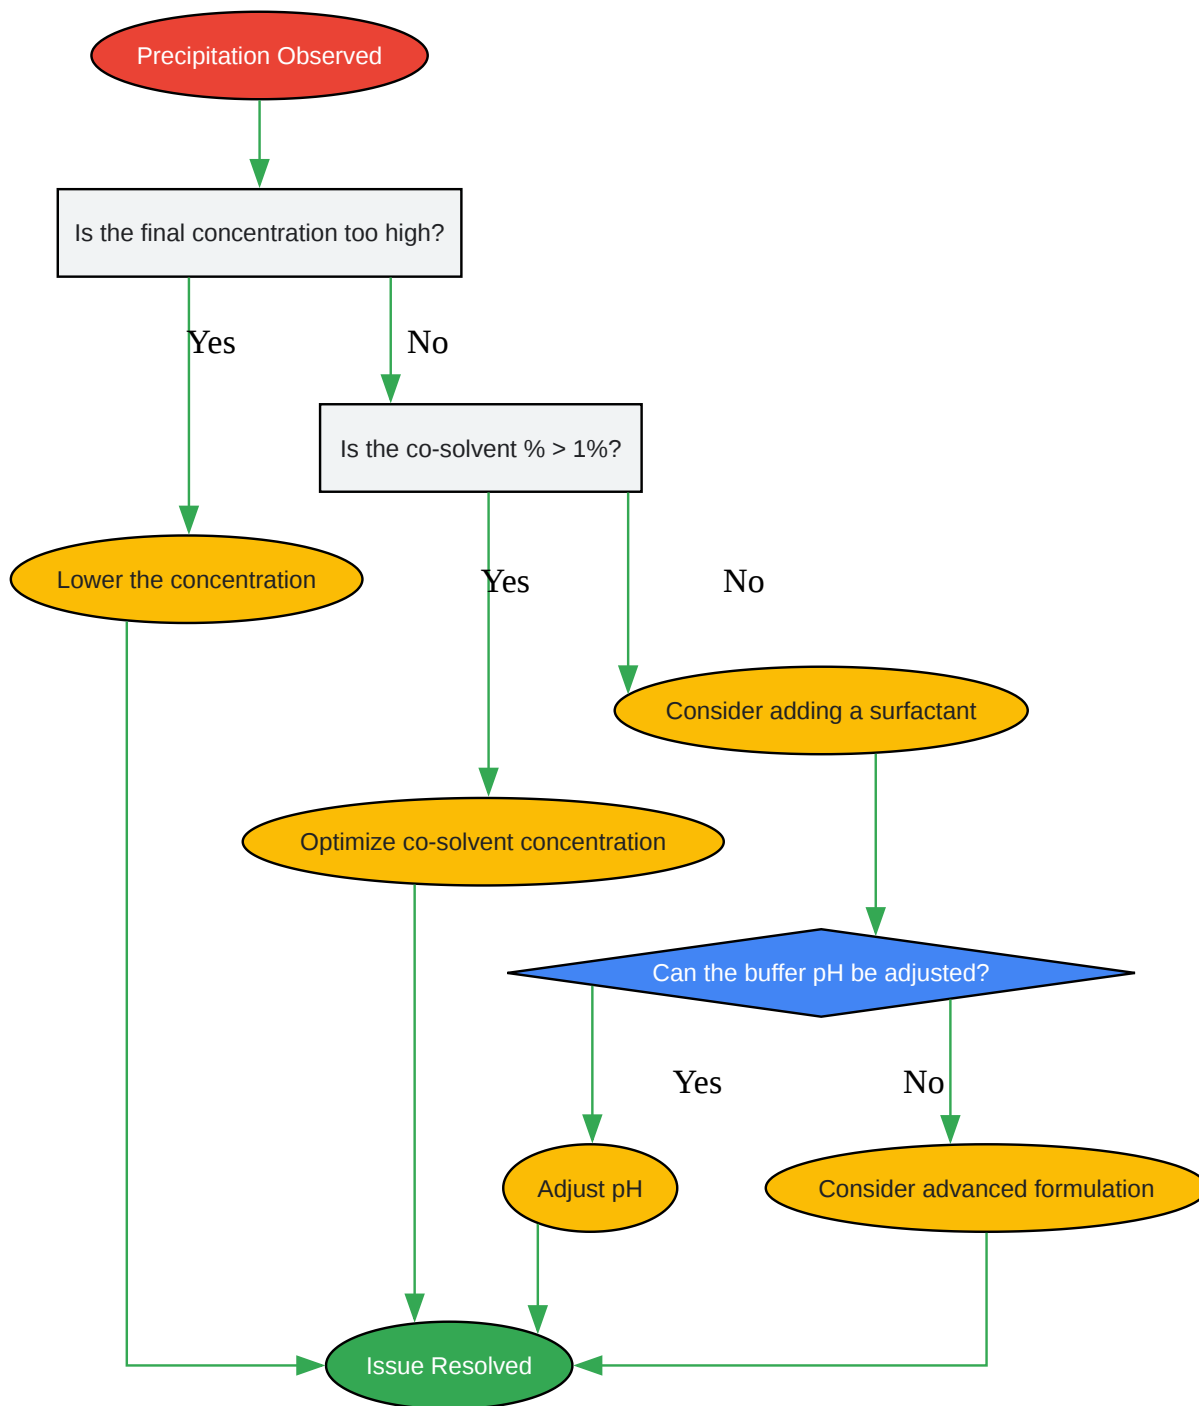 Precipitation Observed
Is the final concentration too high?
Yes
No
Is the co-solvent % > 1%?
Lower the concentration
Yes
No
Consider adding a surfactant
Optimize co-solvent concentration
Can the buffer pH be adjusted?
Yes
No
Adjust pH
Consider advanced formulation
Issue Resolved